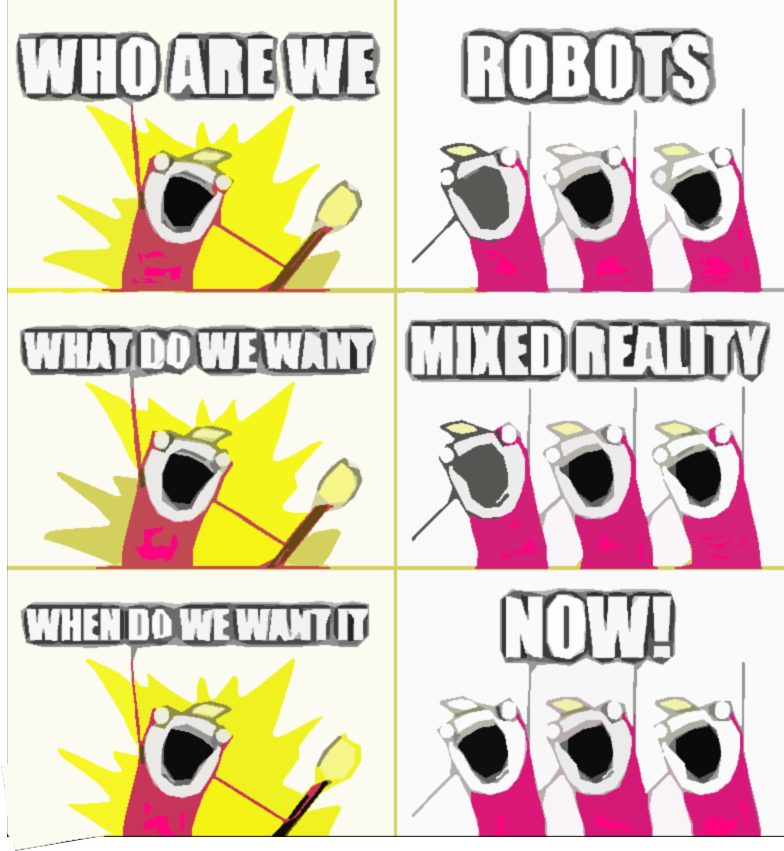 WHO ARE WE
ROBOTS
WHAT DO WE WANT
MIXED REALITY
WHEN DO WE WANT IT
NOW!